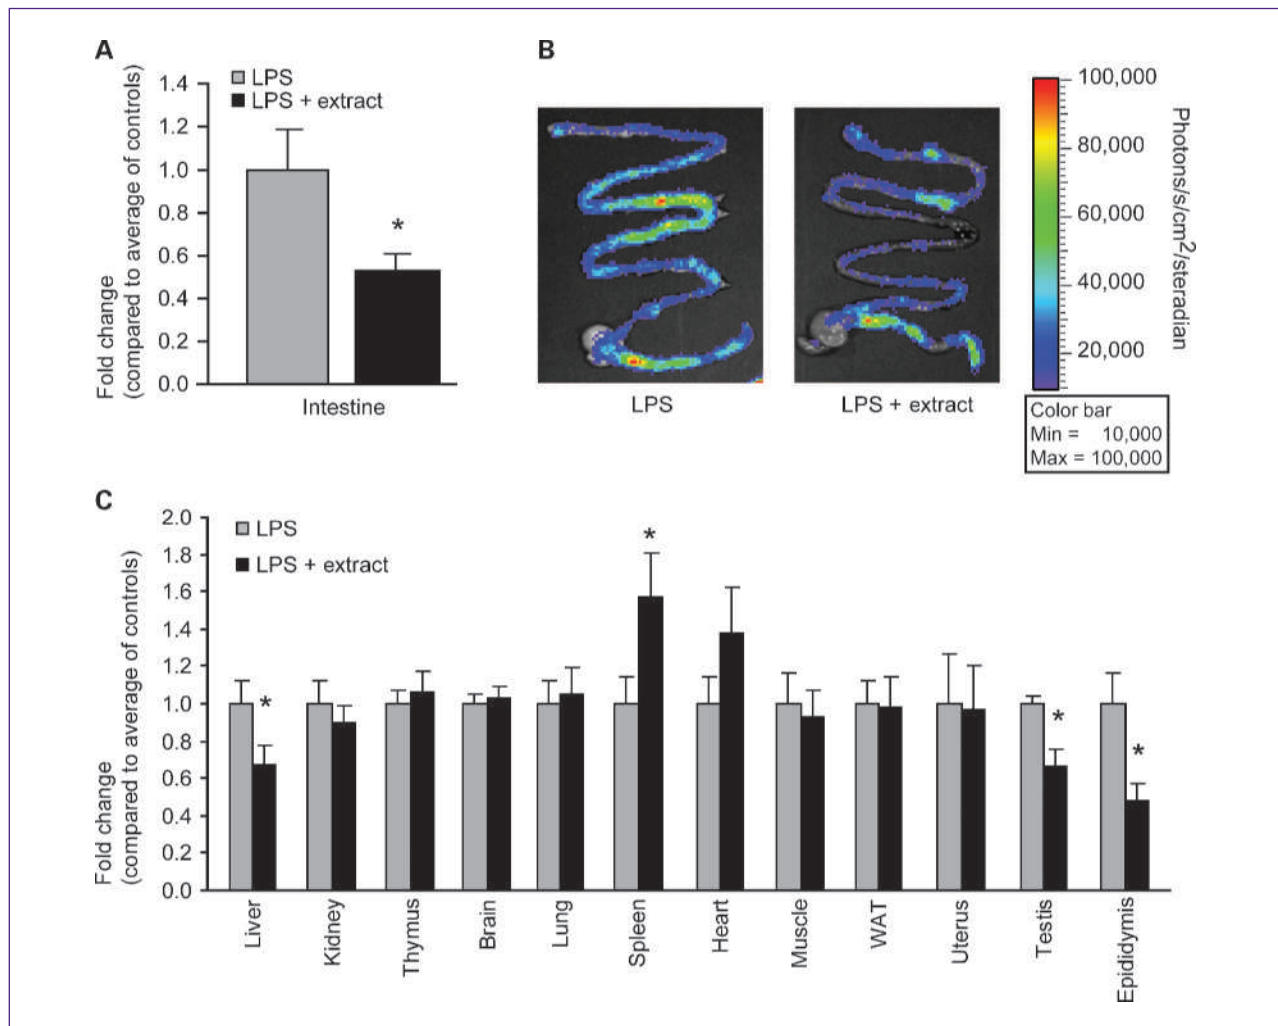 A
Fold change
(compared to average of controls)
1.4
1.2
1.0
0.8
0.6
0.4
0.2
0.0
LPS
LPS + extract
*
Intestine
B
LPS
LPS + extract
100,000
80,000
60,000
40,000
20,000
Photons/s/cm²/steradian
Color bar
Min = 10,000
Max = 100,000
C
Fold change
(compared to average of controls)
2.0
1.8
1.6
1.4
1.2
1.0
0.8
0.6
0.4
0.2
0.0
LPS
LPS + extract
*
*
*
*
Liver
Kidney
Thymus
Brain
Lung
Spleen
Heart
Muscle
WAT
Uterus
Testis
Epididymis